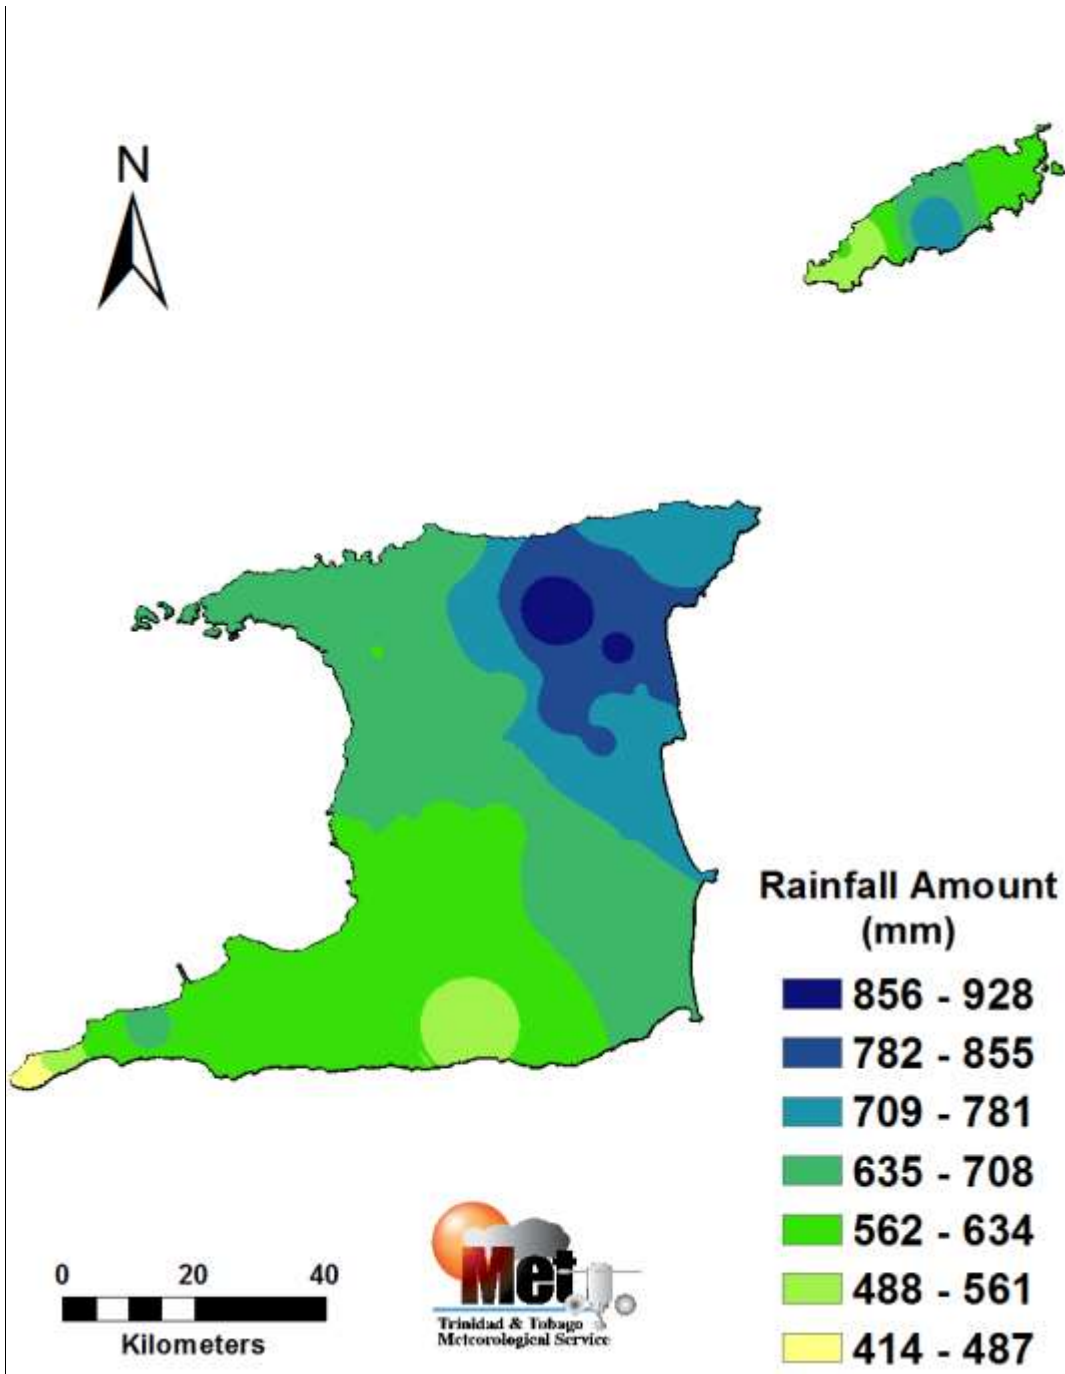 N
Rainfall Amount
(mm)
856 - 928
782 - 855
709 - 781
635 - 708
562 - 634
488 - 561
414 - 487
0 20 40
Kilometers
Met
Trinidad & Tobago
Meteorological Service